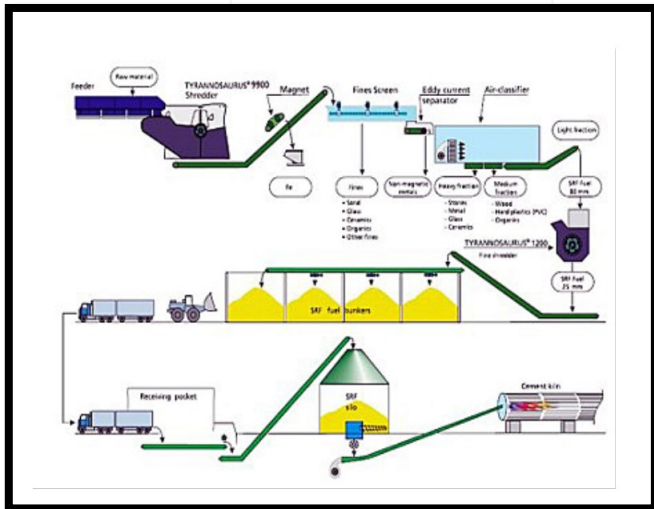 Raw material
Feeder
TYRANNOSAURUS® 9900
Shredder
Magnet
Fines Screen
Eddy current
separator
Air-classifier
Light fraction
Fe
Fines
• Sand
• Glass
• Ceramics
• Organics
• Other fines
Non-magnetic
metals
Heavy fraction
- Stones
- Metal
- Glass
- Ceramics
Medium
fraction
- Wood
- Hard plastics (PVC)
- Organics
SRF Fuel
80 mm
TYRANNOSAURUS® 1200
Fine shredder
SRF Fuel
25 mm
SRF fuel bunkers
Receiving pocket
SRF
silo
Cement kiln